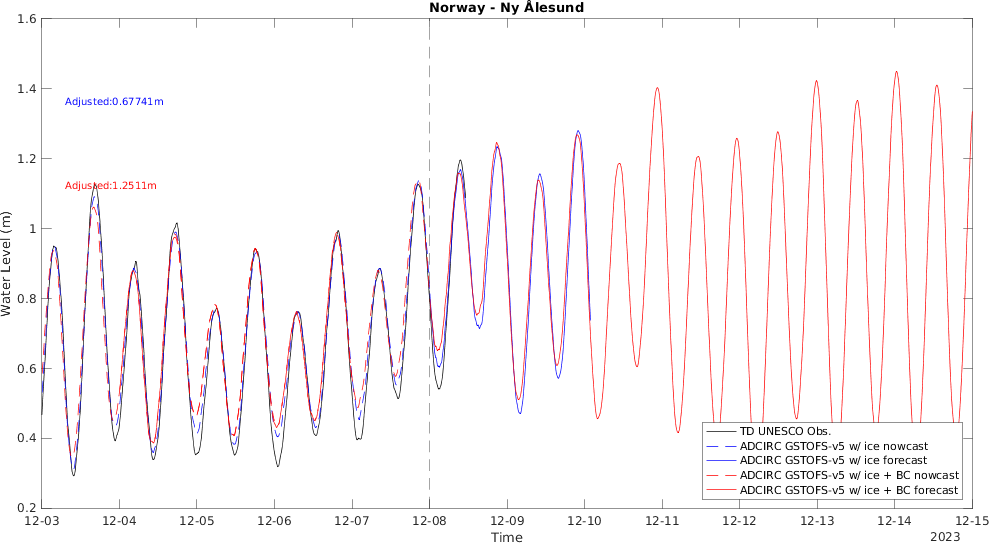 Norway - Ny Ålesund
1.6
1.4
1.2
1
0.8
0.6
0.4
0.2
Water Level (m)
Adjusted:0.67741m
Adjusted:1.2511m
TD UNESCO Obs.
ADCIRC GSTOFS-v5 w/ ice nowcast
ADCIRC GSTOFS-v5 w/ ice forecast
ADCIRC GSTOFS-v5 w/ ice + BC nowcast
ADCIRC GSTOFS-v5 w/ ice + BC forecast
12-03 12-04 12-05 12-06 12-07 12-08 12-09 12-10 12-11 12-12 12-13 12-14 12-15
Time
2023